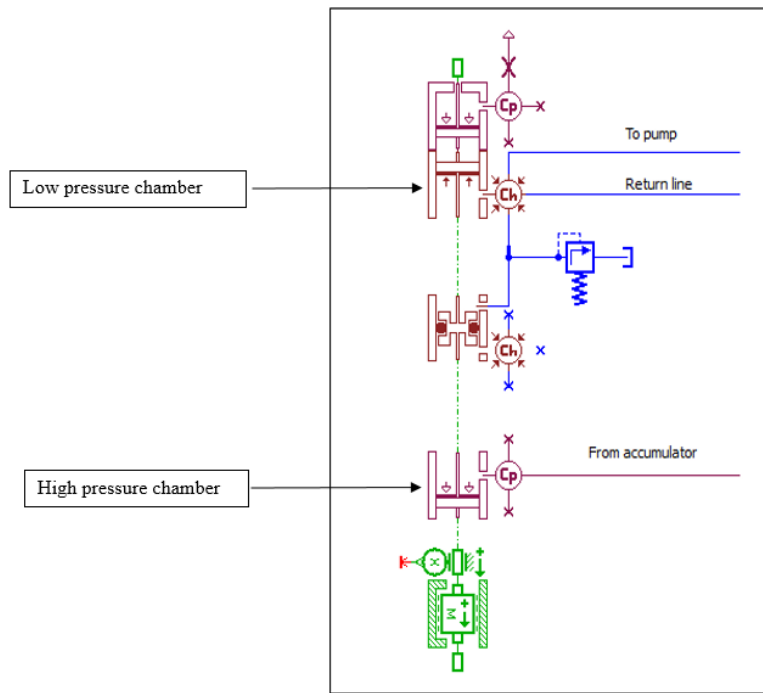 Cp
To pump
Low pressure chamber
Return line
Ch
Ch
From accumulator
High pressure chamber
Cp
x
+
+
M